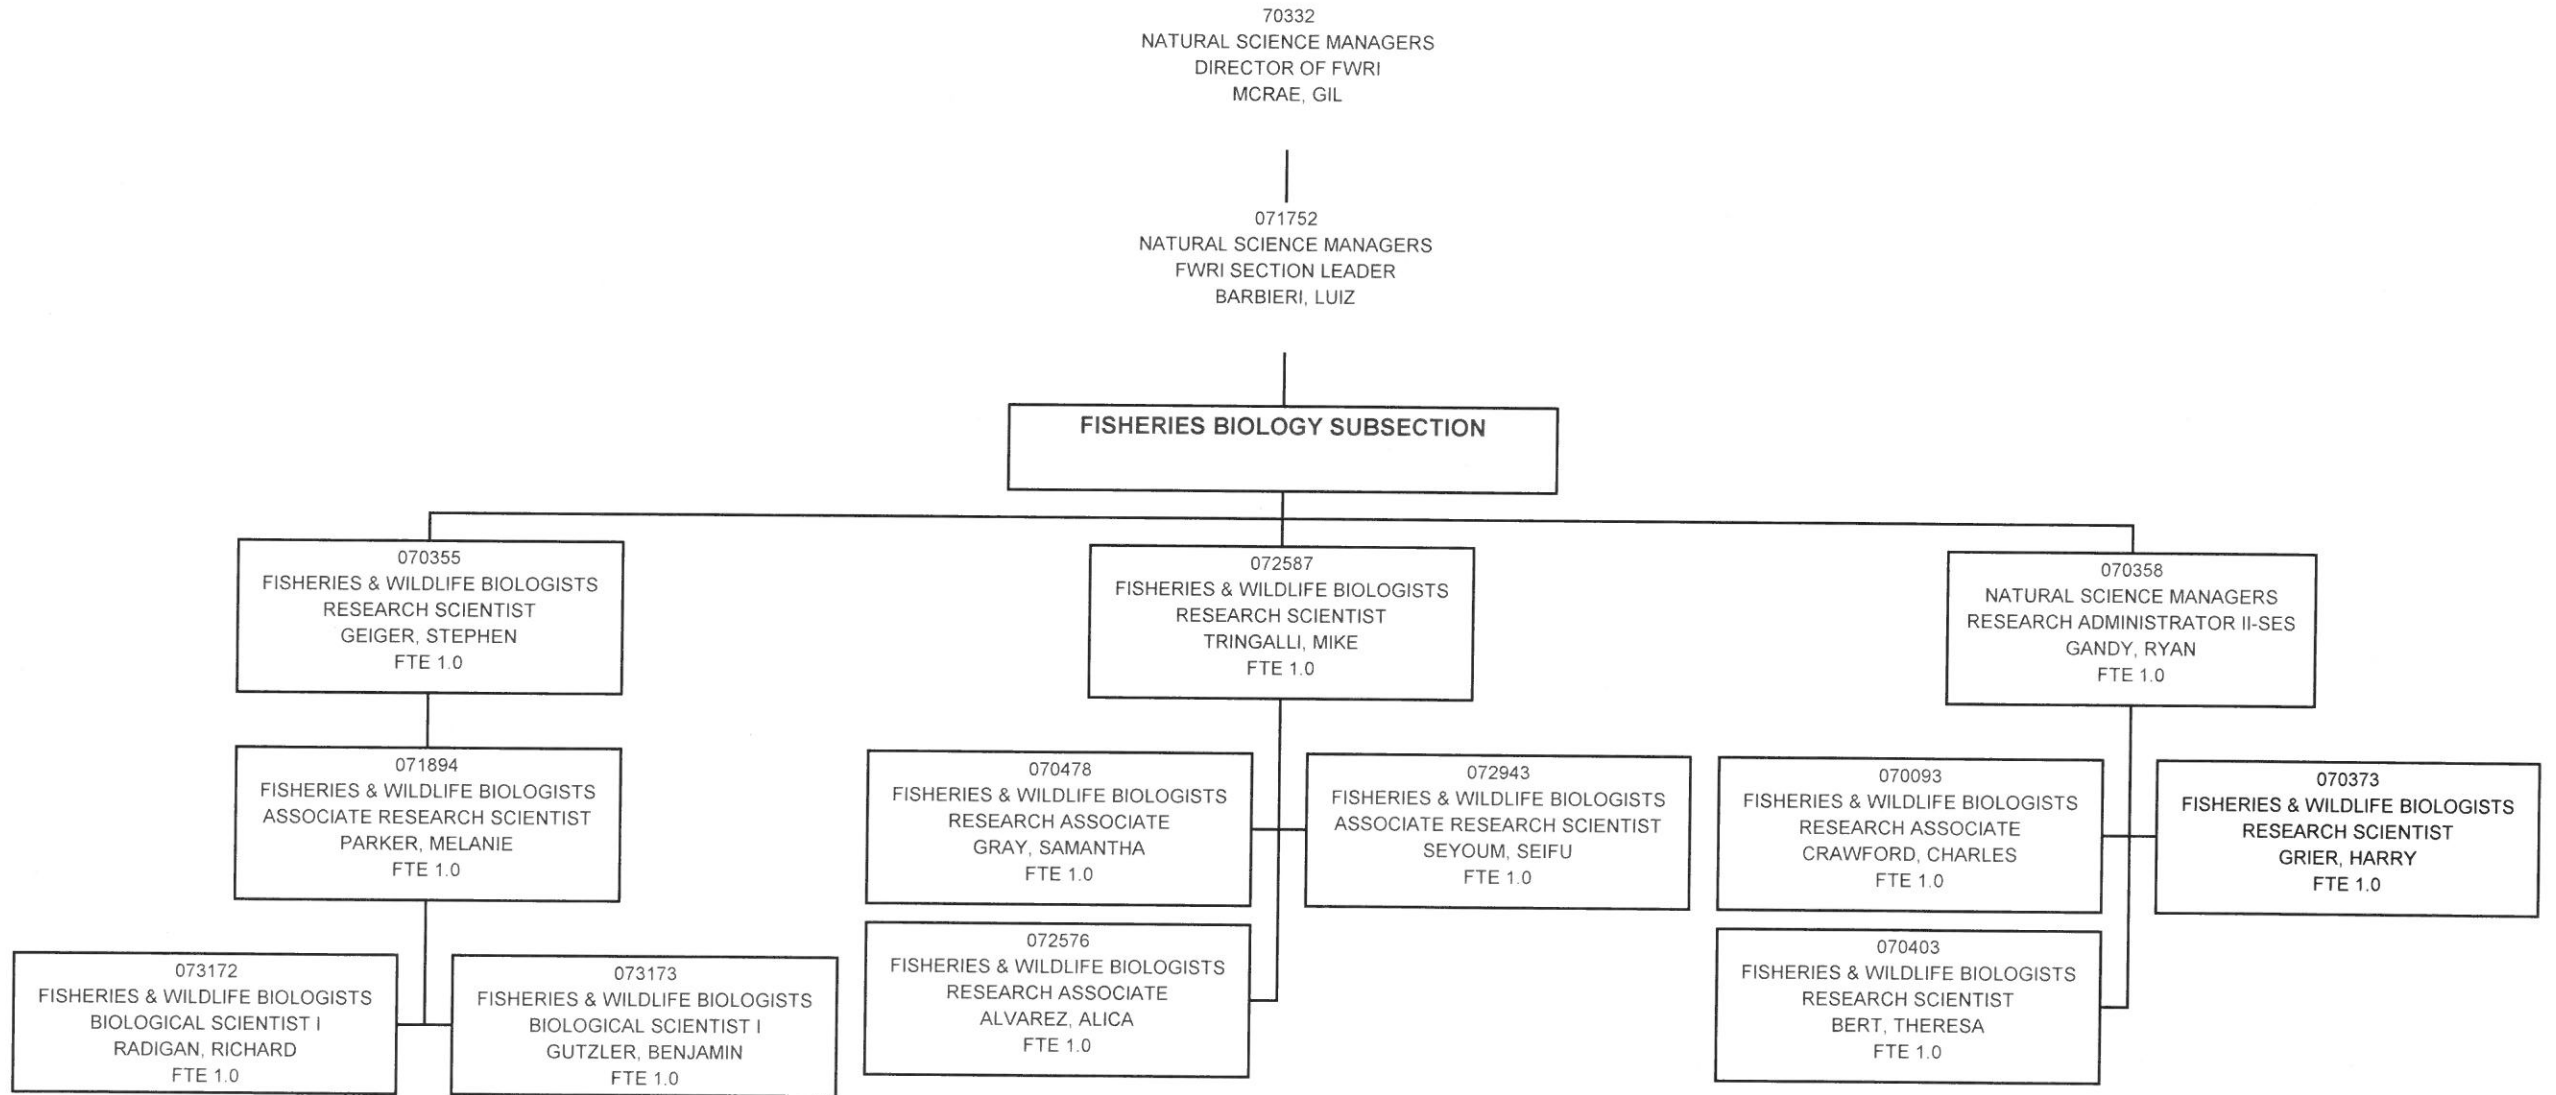 70332
NATURAL SCIENCE MANAGERS
DIRECTOR OF FWRI
MCRAE, GIL
071752
NATURAL SCIENCE MANAGERS
FWRI SECTION LEADER
BARBIERI, LUIZ
FISHERIES BIOLOGY SUBSECTION
070355
FISHERIES & WILDLIFE BIOLOGISTS
RESEARCH SCIENTIST
GEIGER, STEPHEN
FTE 1.0
072587
FISHERIES & WILDLIFE BIOLOGISTS
RESEARCH SCIENTIST
TRINGALLI, MIKE
FTE 1.0
070358
NATURAL SCIENCE MANAGERS
RESEARCH ADMINISTRATOR II-SES
GANDY, RYAN
FTE 1.0
071894
FISHERIES & WILDLIFE BIOLOGISTS
ASSOCIATE RESEARCH SCIENTIST
PARKER, MELANIE
FTE 1.0
070478
FISHERIES & WILDLIFE BIOLOGISTS
RESEARCH ASSOCIATE
GRAY, SAMANTHA
FTE 1.0
072943
FISHERIES & WILDLIFE BIOLOGISTS
ASSOCIATE RESEARCH SCIENTIST
SEYOUM, SEIFU
FTE 1.0
070093
FISHERIES & WILDLIFE BIOLOGISTS
RESEARCH ASSOCIATE
CRAWFORD, CHARLES
FTE 1.0
070373
FISHERIES & WILDLIFE BIOLOGISTS
RESEARCH SCIENTIST
GRIER, HARRY
FTE 1.0
073172
FISHERIES & WILDLIFE BIOLOGISTS
BIOLOGICAL SCIENTIST I
RADIGAN, RICHARD
FTE 1.0
073173
FISHERIES & WILDLIFE BIOLOGISTS
BIOLOGICAL SCIENTIST I
GUTZLER, BENJAMIN
FTE 1.0
072576
FISHERIES & WILDLIFE BIOLOGISTS
RESEARCH ASSOCIATE
ALVAREZ, ALICA
FTE 1.0
070403
FISHERIES & WILDLIFE BIOLOGISTS
RESEARCH SCIENTIST
BERT, THERESA
FTE 1.0